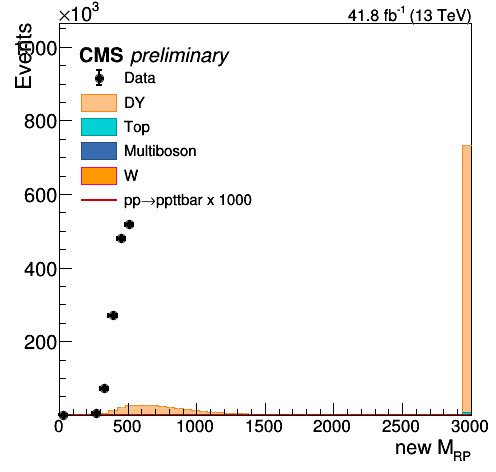 ×10³
41.8 fb⁻¹ (13 TeV)
Events
CMS preliminary
Data
DY
Top
Multiboson
W
pp→ppttbar x 1000
1000
800
600
400
200
0 500 1000 1500 2000 2500 3000
new M_RP